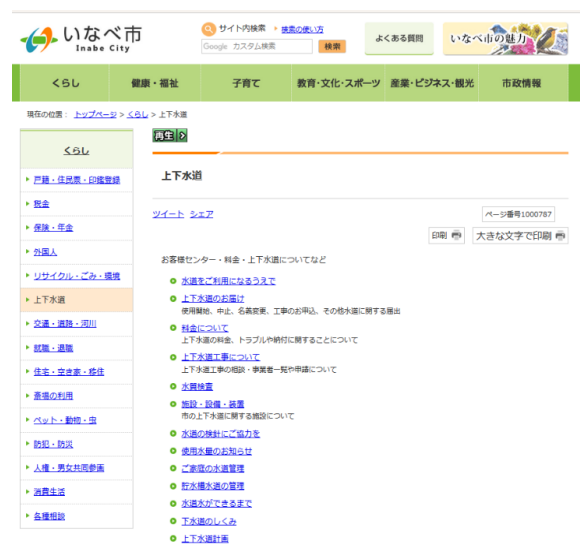 いなべ市
Inabe City
サイト内検索 検索の使い方
Google カスタム検索 検索
よくある質問
いなべ市の魅力
くらし 健康・福祉 子育て 教育・文化・スポーツ 産業・ビジネス・観光 市政情報
現在の位置： トップページ > くらし > 上下水道
くらし
戸籍・住民票・印鑑登録
税金
保険・年金
外国人
リサイクル・ごみ・環境
上下水道
交通・道路・河川
就職・退職
住宅・空き家・移住
斎場の利用
ペット・動物・虫
防犯・防災
人権・男女共同参画
消費生活
各種相談
再生
上下水道
ツイート シェア
ページ番号1000787
印刷 大きな文字で印刷
お客様センター・料金・上下水道についてなど
水道をご利用になるうえで
上下水道のお届け
使用開始、中止、名義変更、工事のお申込、その他水道に関する届出
料金について
上下水道の料金、トラブルや納付に関することについて
上下水道工事について
上下水道工事の相談・事業者一覧や申請について
水質検査
施設・設備・装置
市の上下水道に関する施設について
水道の検針にご協力を
使用水量のお知らせ
ご家庭の水道管理
貯水槽水道の管理
水道水ができるまで
下水道のしくみ
上下水道計画